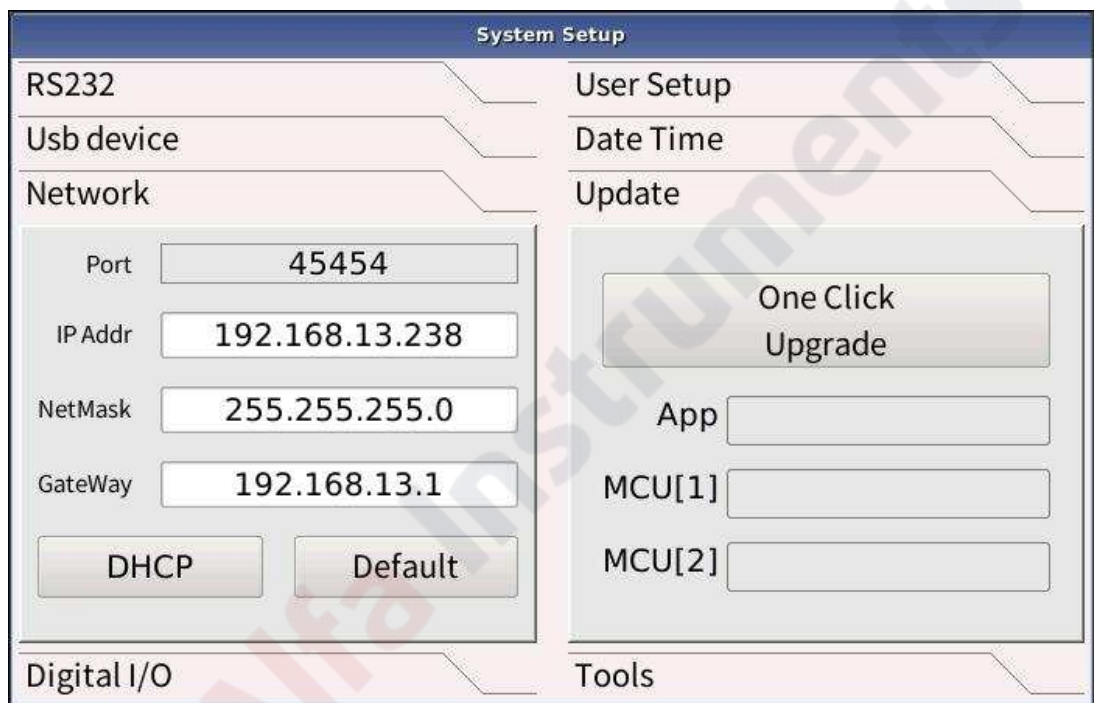 System Setup
RS232
Usb device
Network
Port 45454
IP Addr 192.168.13.238
NetMask 255.255.255.0
GateWay 192.168.13.1
DHCP Default
Digital I/O
User Setup
Date Time
Update
One Click
Upgrade
App
MCU[1]
MCU[2]
Tools
Alfa Instruments